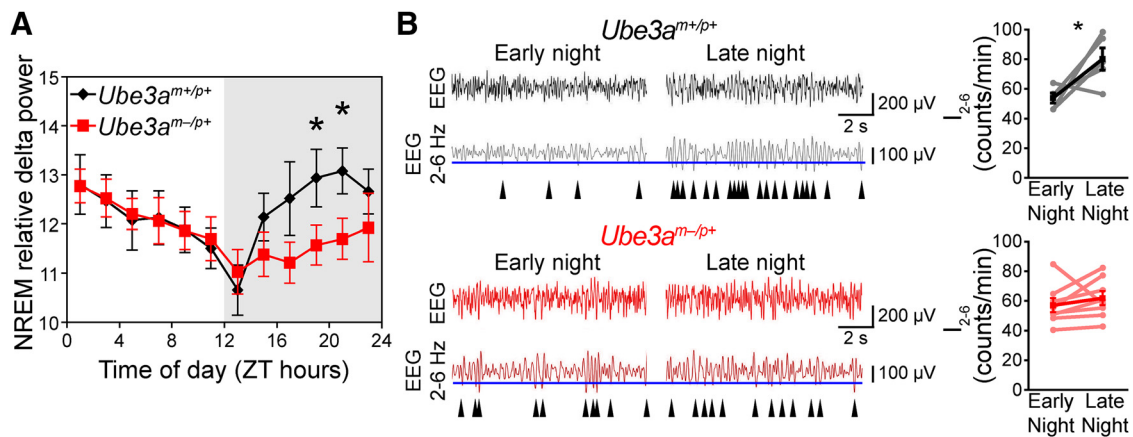 A
NREM relative delta power
15
14
13
12
11
10
Ube3a^m+/p+
Ube3a^m−/p+
*
*
0
4
8
12
16
20
24
Time of day (ZT hours)
B
Ube3a^m+/p+
Early night
Late night
EEG
200 µV
2 s
EEG
2-6 Hz
100 µV
*
I_2-6
(counts/min)
100
80
60
40
20
0
Early
Night
Late
Night
Ube3a^m−/p+
Early night
Late night
EEG
200 µV
2 s
EEG
2-6 Hz
100 µV
I_2-6
(counts/min)
100
80
60
40
20
0
Early
Night
Late
Night